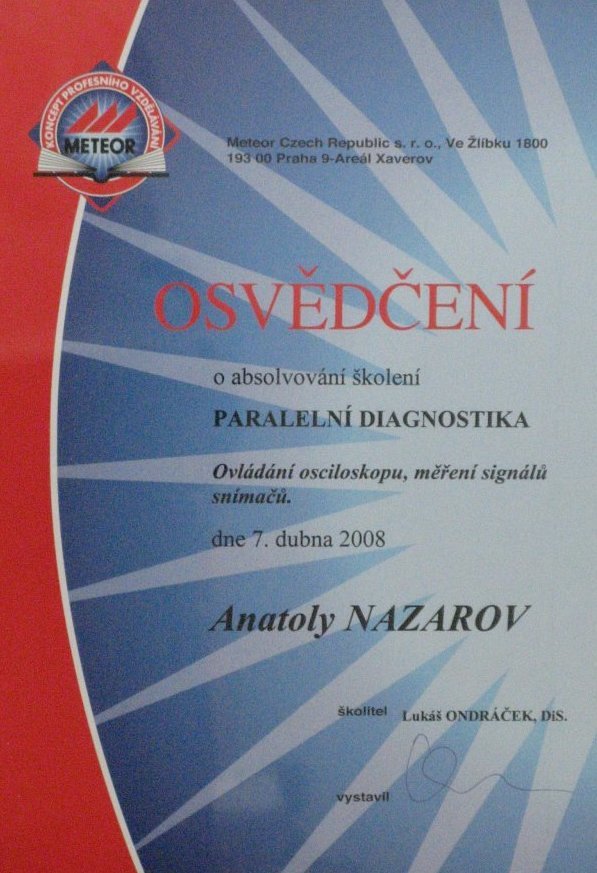 KONCEPT PROFESNÍHO VZDĚLÁVÁNÍ
METEOR
Meteor Czech Republic s. r. o., Ve Žlíbku 1800
193 00 Praha 9-Areál Xaverov
OSVĚDČENÍ
o absolvování školení
PARALELNÍ DIAGNOSTIKA
Ovládání osciloskopu, měření signálů
snímačů.
dne 7. dubna 2008
Anatoly NAZAROV
školitel Lukáš ONDRÁČEK, DiS.
vystavil